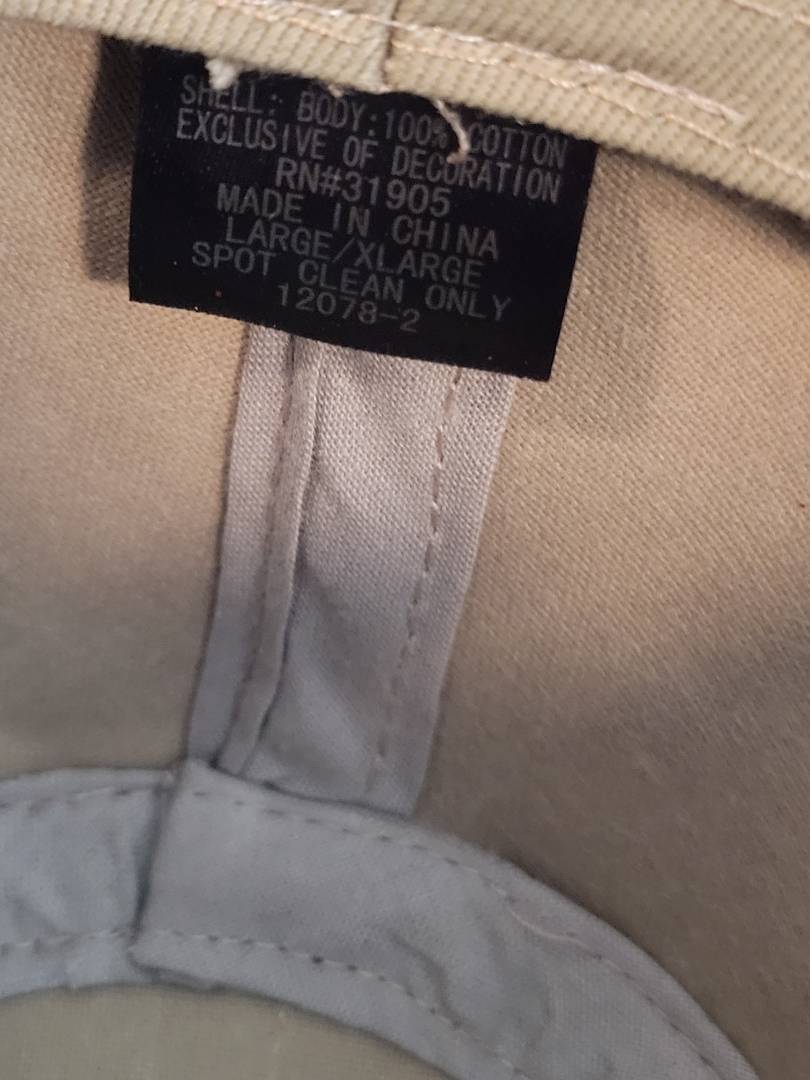 SHELL: BODY:100% COTTON
EXCLUSIVE OF DECORATION
RN#31905
MADE IN CHINA
LARGE/XLARGE
SPOT CLEAN ONLY
12078-2